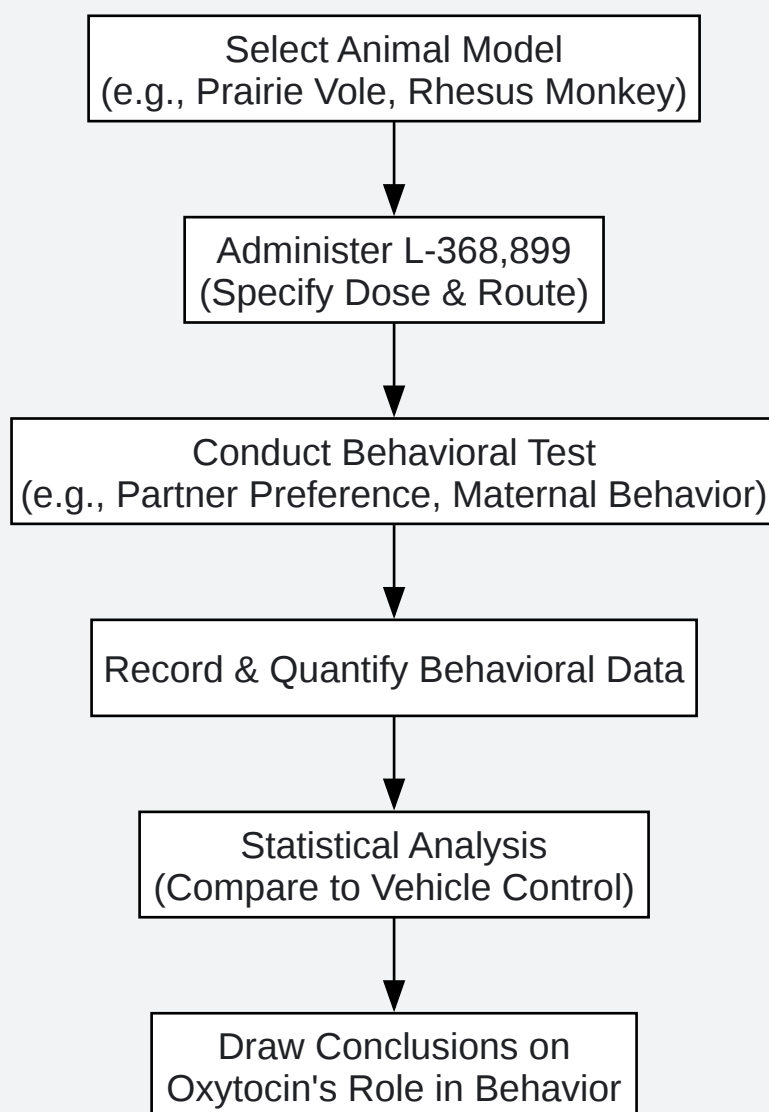 Select Animal Model
(e.g., Prairie Vole, Rhesus Monkey)
Administer L-368,899
(Specify Dose & Route)
Conduct Behavioral Test
(e.g., Partner Preference, Maternal Behavior)
Record & Quantify Behavioral Data
Statistical Analysis
(Compare to Vehicle Control)
Draw Conclusions on
Oxytocin's Role in Behavior